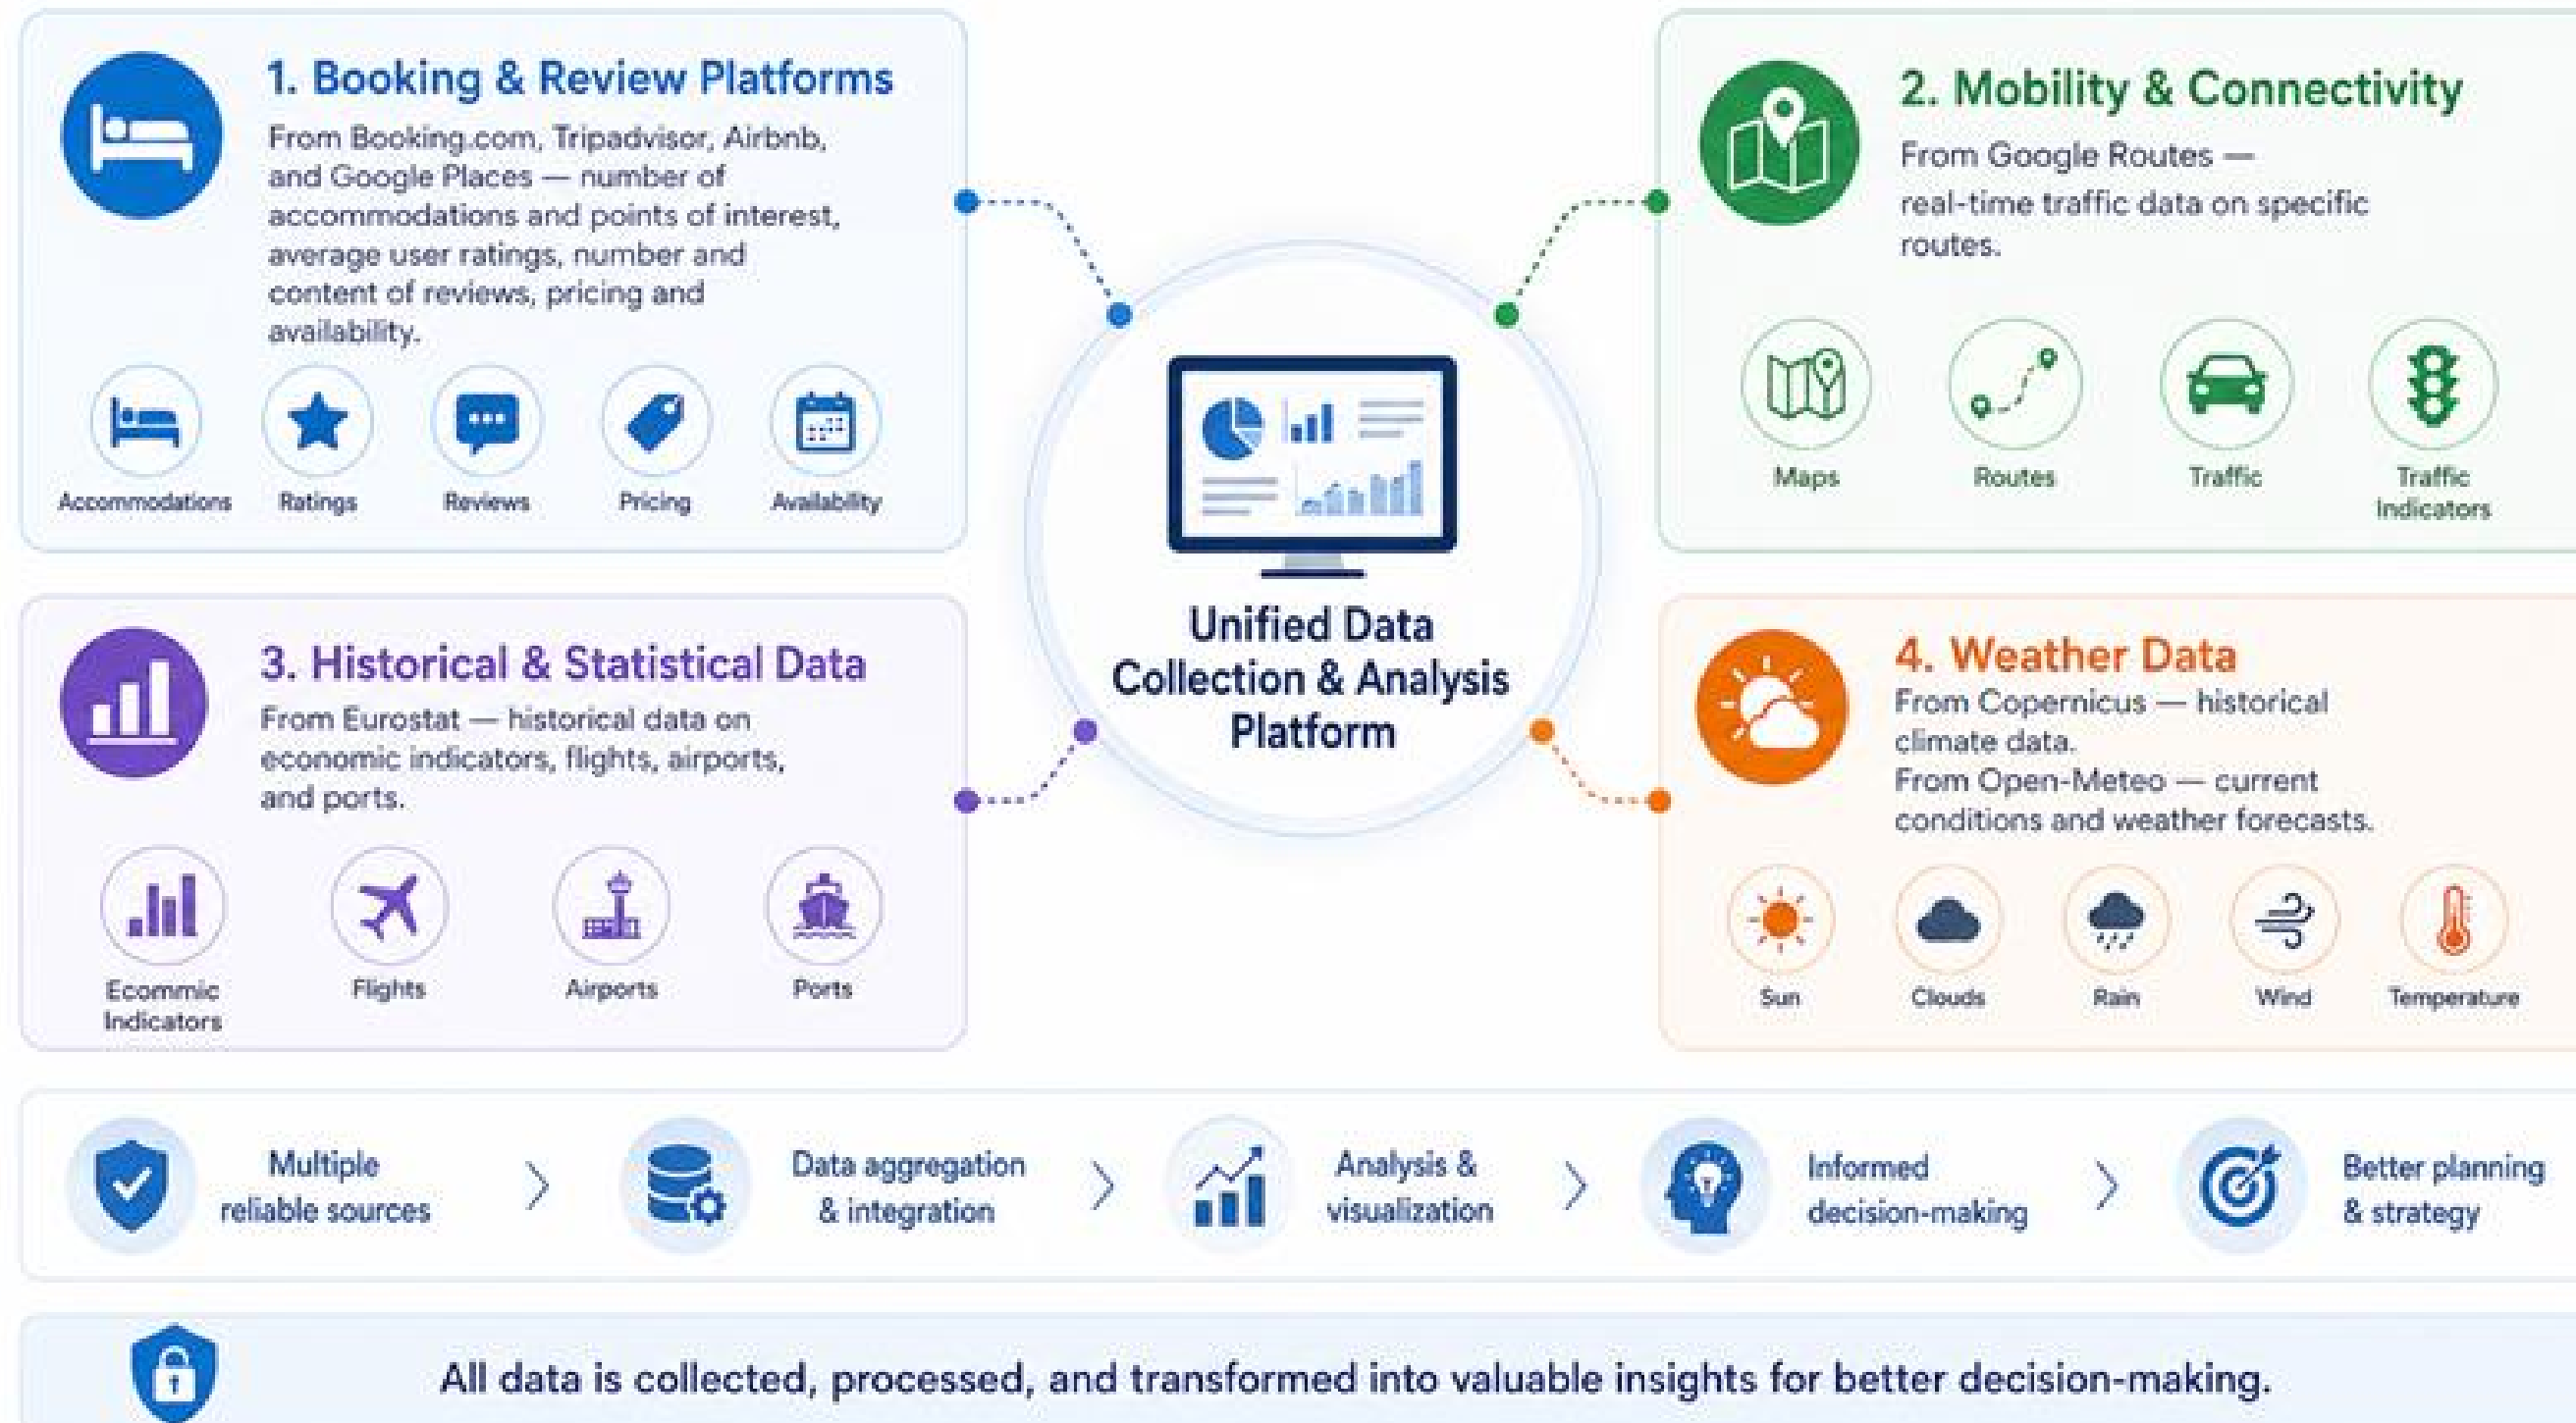 1. Booking & Review Platforms
From Booking.com, Tripadvisor, Airbnb,
and Google Places — number of
accommodations and points of interest,
average user ratings, number and
content of reviews, pricing and
availability.
Accommodations
Ratings
Reviews
Pricing
Availability
2. Mobility & Connectivity
From Google Routes —
real-time traffic data on specific
routes.
Maps
Routes
Traffic
Traffic
Indicators
Unified Data
Collection & Analysis
Platform
3. Historical & Statistical Data
From Eurostat — historical data on
economic indicators, flights, airports,
and ports.
Ecommic
Indicators
Flights
Airports
Ports
4. Weather Data
From Copernicus — historical
climate data.
From Open-Meteo — current
conditions and weather forecasts.
Sun
Clouds
Rain
Wind
Temperature
Multiple
reliable sources
Data aggregation
& integration
Analysis &
visualization
Informed
decision-making
Better planning
& strategy
All data is collected, processed, and transformed into valuable insights for better decision-making.